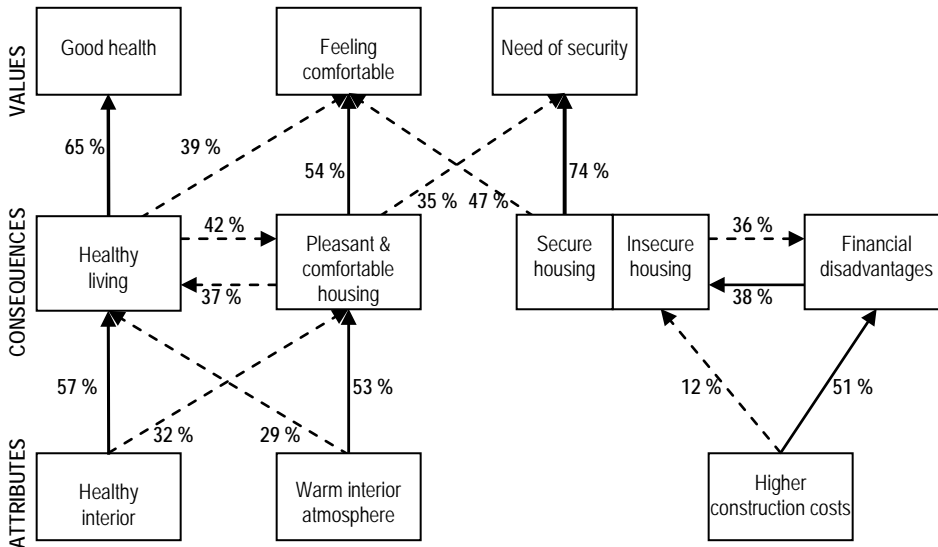 VALUES
Good health
Feeling
comfortable
Need of security
65 %
39 %
54 %
35 %
47 %
74 %
CONSEQUENCES
Healthy
living
42 %
37 %
Pleasant &
comfortable
housing
Secure
housing
Insecure
housing
36 %
38 %
Financial
disadvantages
57 %
32 %
29 %
53 %
12 %
51 %
ATTRIBUTES
Healthy
interior
Warm interior
atmosphere
Higher
construction costs